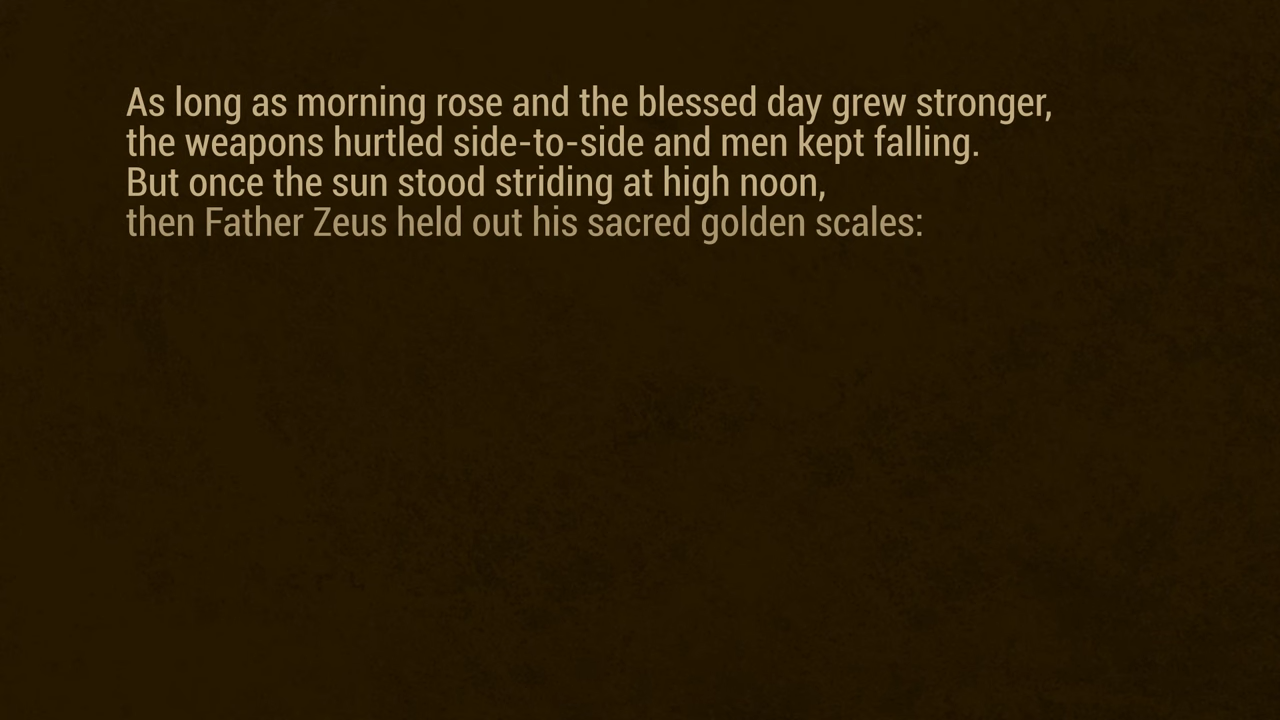 As long as morning rose and the blessed day grew stronger,
the weapons hurtled side-to-side and men kept falling.
But once the sun stood striding at high noon,
then Father Zeus held out his sacred golden scales: